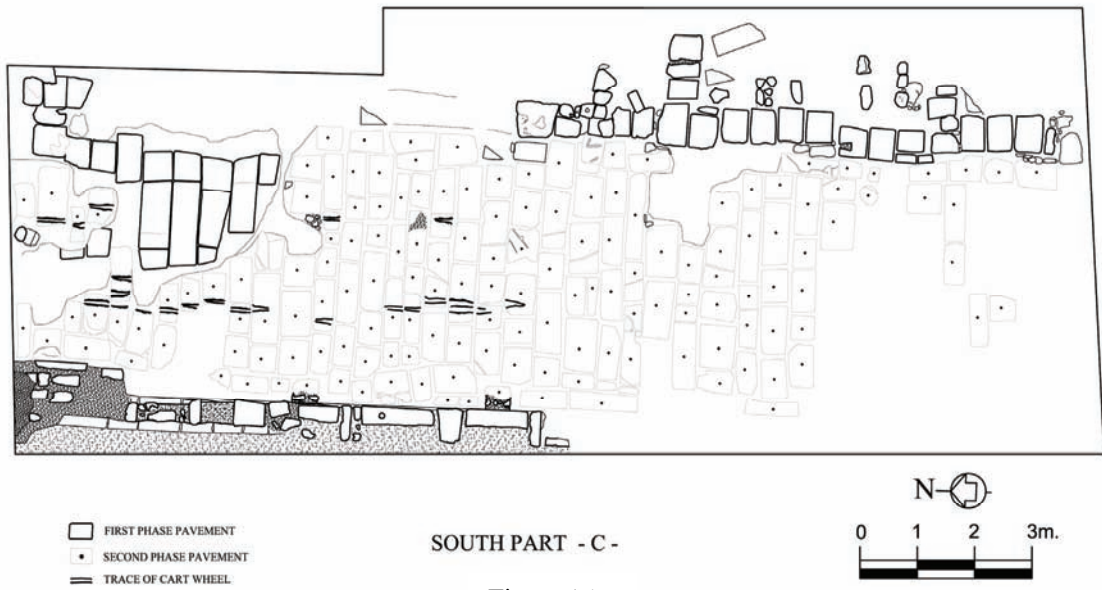 N
0 1 2 3m.
FIRST PHASE PAVEMENT
SECOND PHASE PAVEMENT
TRACE OF CART WHEEL
SOUTH PART - C -